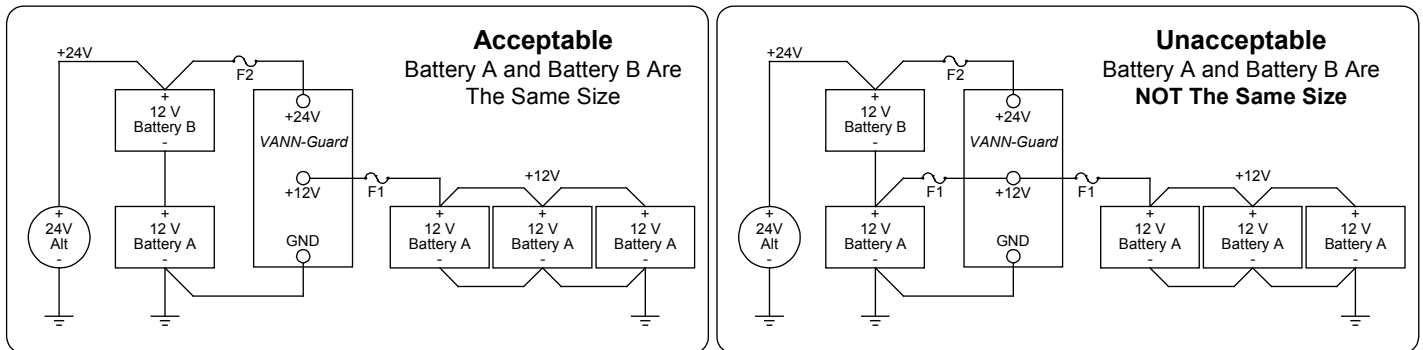 Acceptable
Battery A and Battery B Are
The Same Size
+24V
F2
+
12 V
Battery B
-
+24V
VANN-Guard
+12V
F1
GND
+
24V
Alt
-
+
12 V
Battery A
-
+12V
+
12 V
Battery A
-
+
12 V
Battery A
-
+
12 V
Battery A
-
Unacceptable
Battery A and Battery B Are
NOT The Same Size
+24V
F2
+
12 V
Battery B
-
+24V
VANN-Guard
F1
+12V
F1
GND
+
24V
Alt
-
+
12 V
Battery A
-
+12V
+
12 V
Battery A
-
+
12 V
Battery A
-
+
12 V
Battery A
-